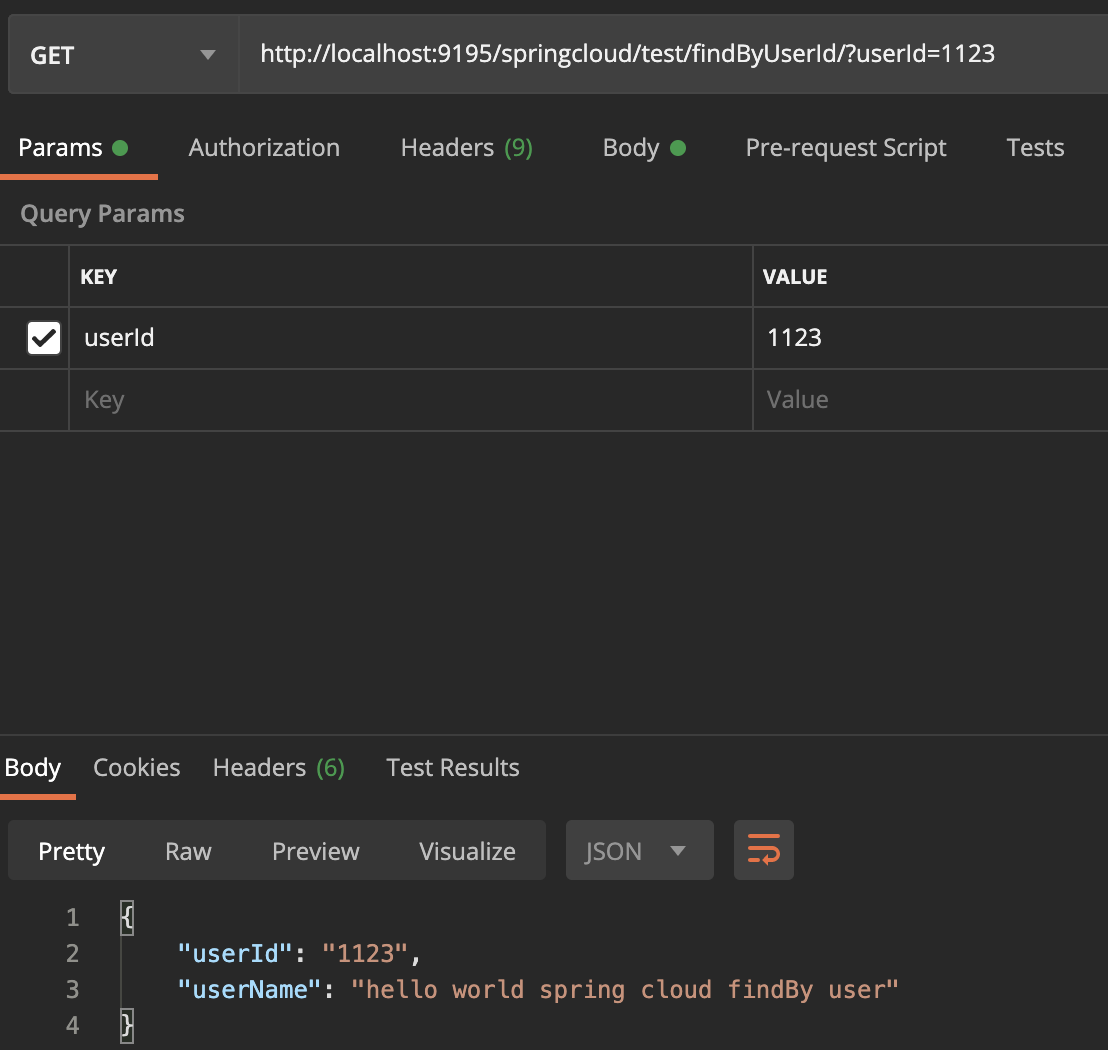 GET http://localhost:9195/springcloud/test/findByUserId/?userId=1123
Params Authorization Headers (9) Body Pre-request Script Tests
Query Params
KEY VALUE
userId 1123
Key Value
Body Cookies Headers (6) Test Results
Pretty Raw Preview Visualize JSON
1 {
2 "userId": "1123",
3 "userName": "hello world spring cloud findBy user"
4 }